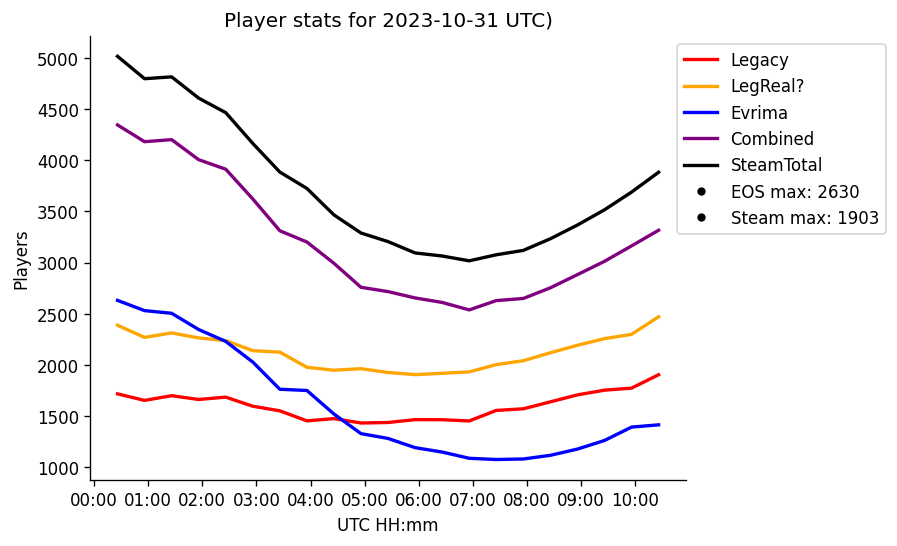 Player stats for 2023-10-31 UTC)
5000
4500
4000
3500
3000
2500
2000
1500
1000
Players
00:00 01:00 02:00 03:00 04:00 05:00 06:00 07:00 08:00 09:00 10:00
UTC HH:mm
Legacy
LegReal?
Evrima
Combined
SteamTotal
EOS max: 2630
Steam max: 1903